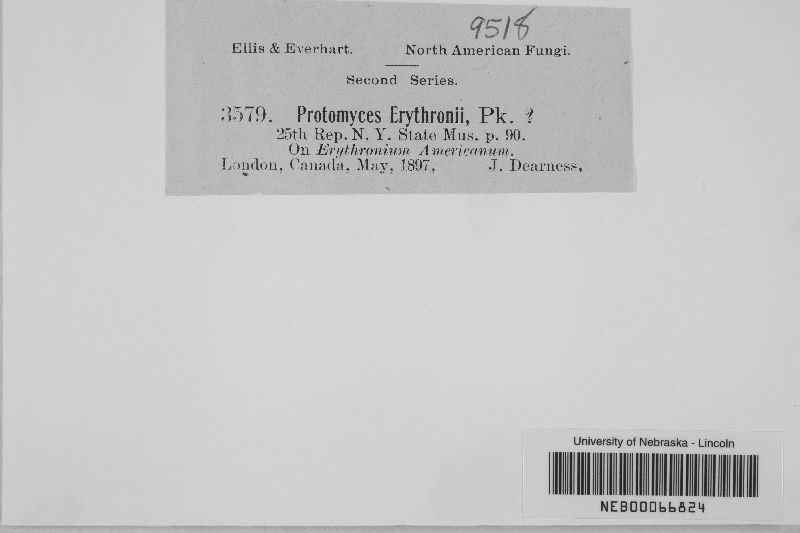 9518
Ellis & Everhart. North American Fungi.
Second Series.
3579. Protomyces Erythronii, Pk. ?
25th Rep. N. Y. State Mus. p. 90.
On Erythronium Americanum.
London, Canada, May, 1897, J. Dearness,
University of Nebraska - Lincoln
NEB00066824